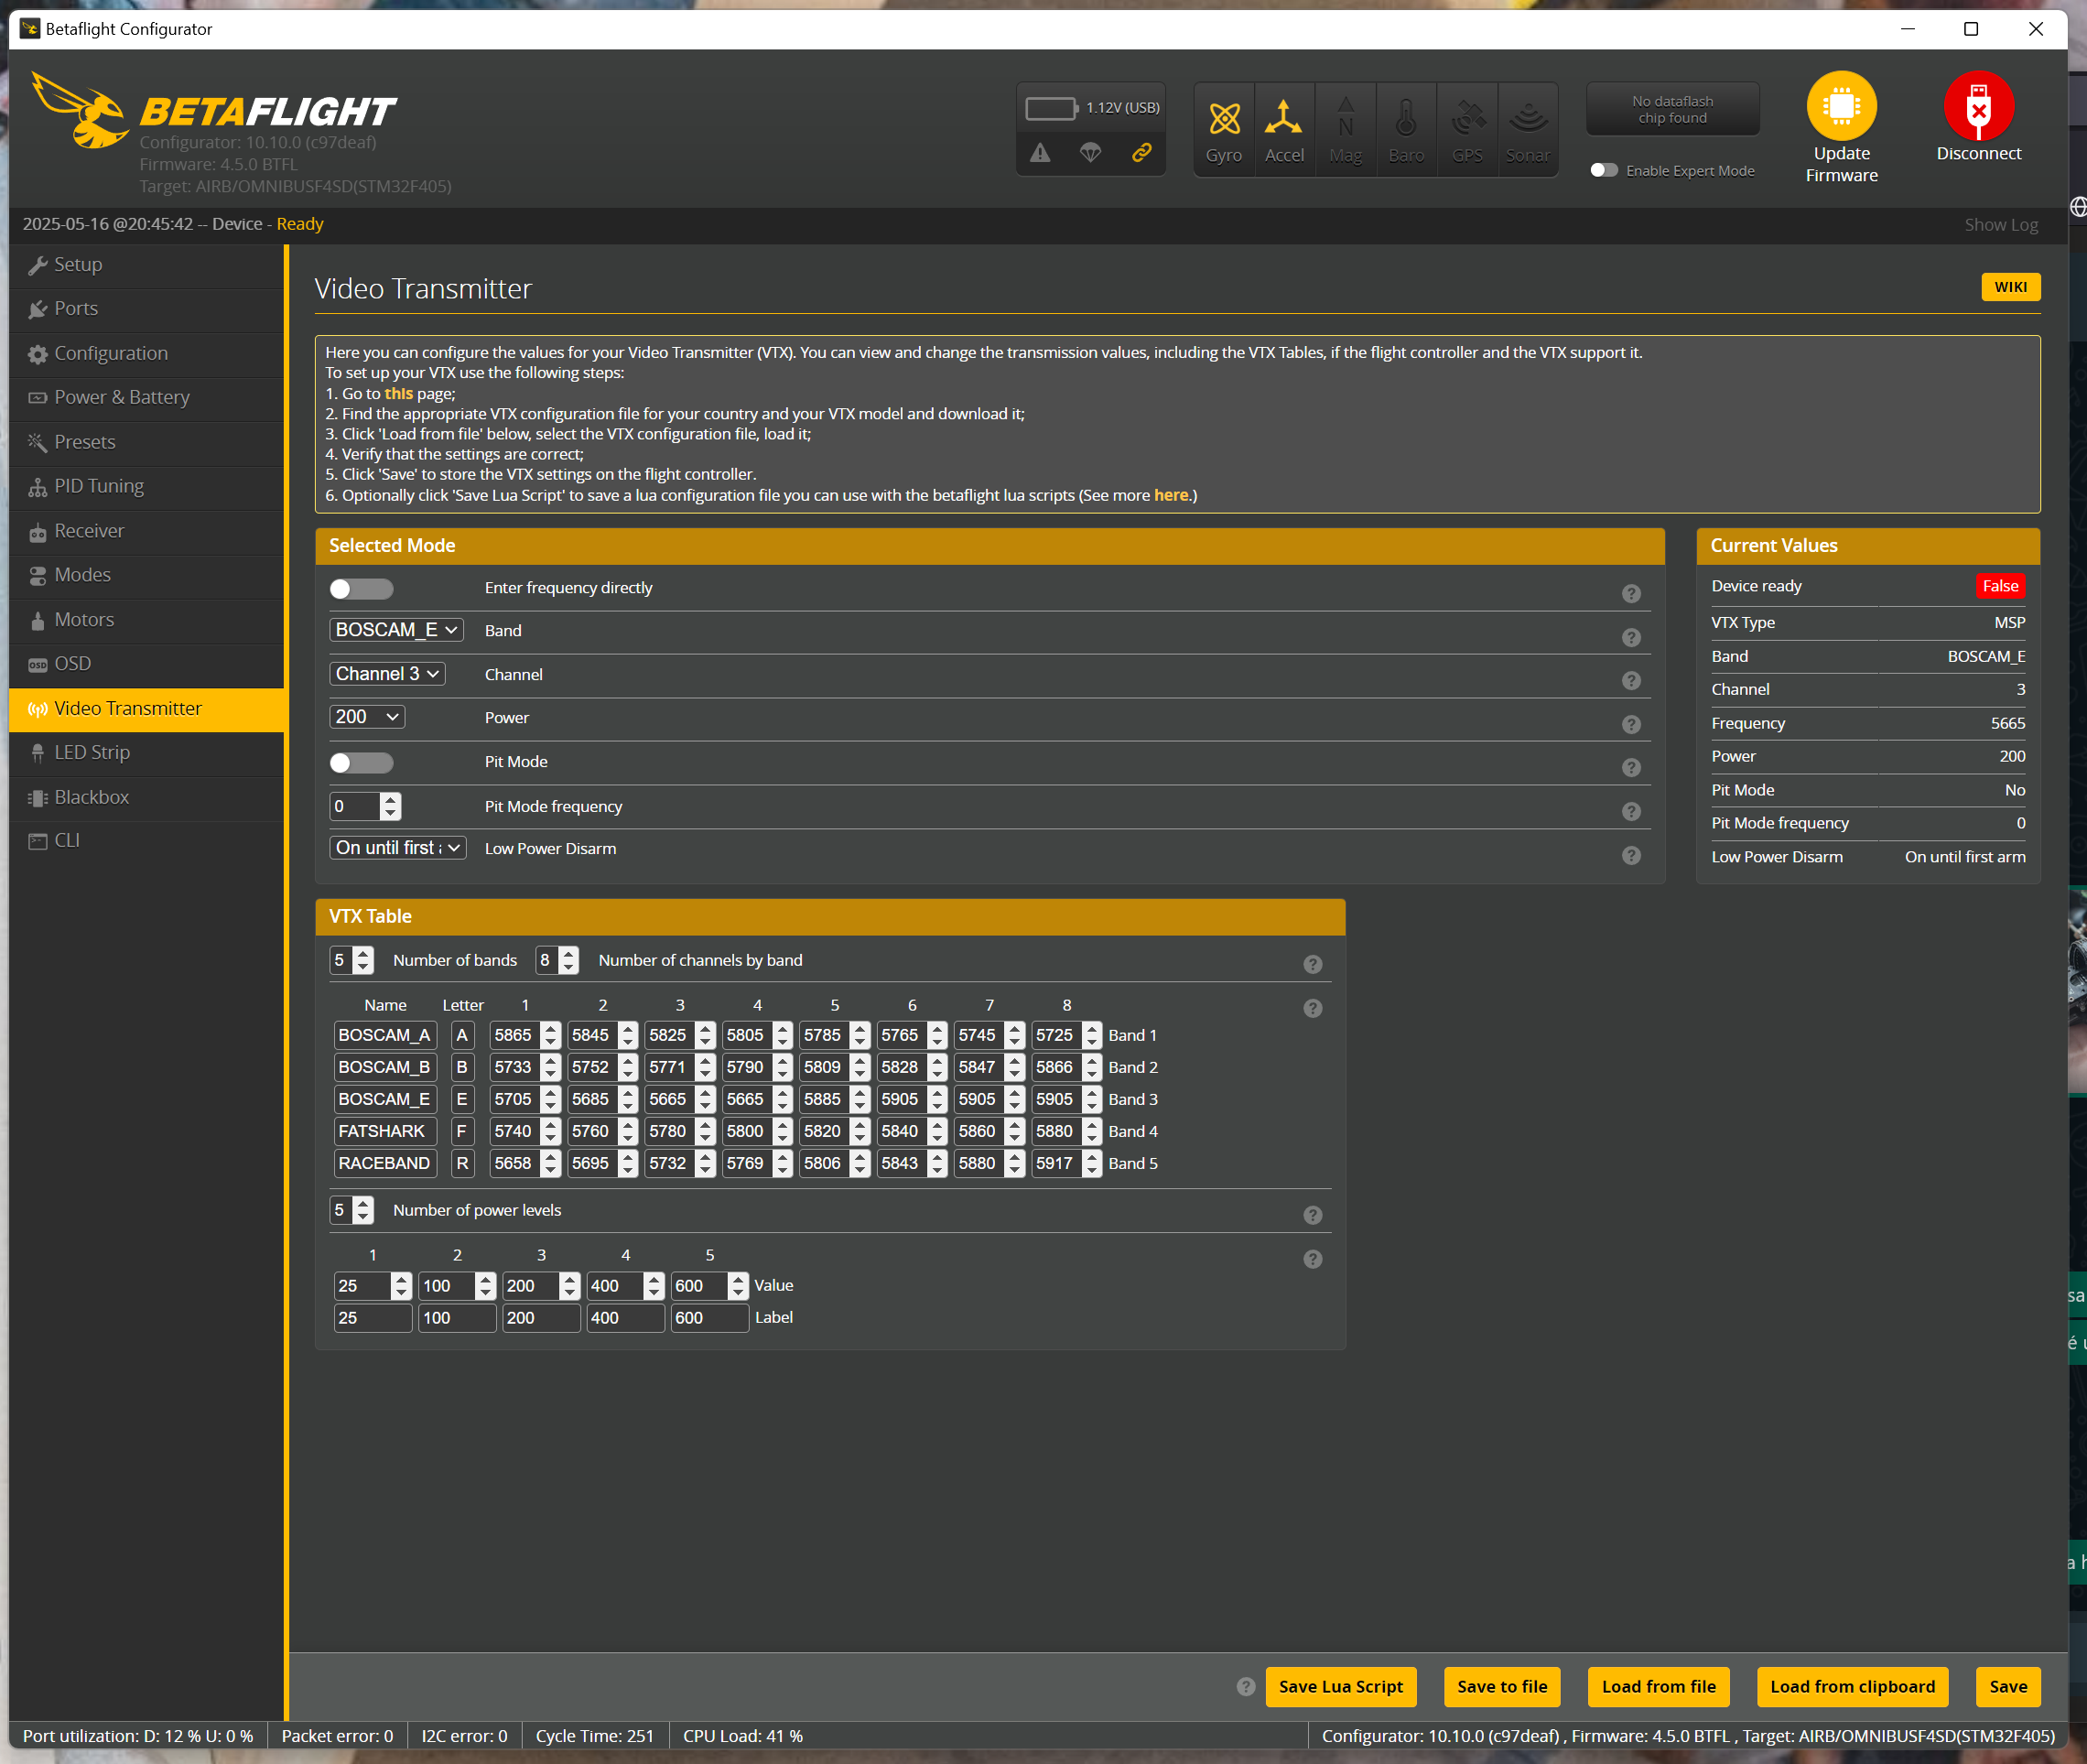 Betaflight Configurator
BETAFLIGHT
Configurator: 10.10.0 (c97deaf)
Firmware: 4.5.0 BTFL
Target: AIRB/OMNIBUSF4SD(STM32F405)
1.12V (USB)
Gyro Accel Mag Baro GPS Sonar
No dataflash
chip found
Enable Expert Mode
Update
Firmware
Disconnect
2025-05-16 @20:45:42 -- Device - Ready
Show Log
Setup
Ports
Configuration
Power & Battery
Presets
PID Tuning
Receiver
Modes
Motors
OSD
Video Transmitter
LED Strip
Blackbox
CLI
Video Transmitter
WIKI
Here you can configure the values for your Video Transmitter (VTX). You can view and change the transmission values, including the VTX Tables, if the flight controller and the VTX support it.
To set up your VTX use the following steps:
1. Go to this page;
2. Find the appropriate VTX configuration file for your country and your VTX model and download it;
3. Click 'Load from file' below, select the VTX configuration file, load it;
4. Verify that the settings are correct;
5. Click 'Save' to store the VTX settings on the flight controller.
6. Optionally click 'Save Lua Script' to save a lua configuration file you can use with the betaflight lua scripts (See more here.)
Selected Mode
Enter frequency directly
BOSCAM_E Band
Channel 3 Channel
200 Power
Pit Mode
0 Pit Mode frequency
On until first Low Power Disarm
Current Values
Device ready False
VTX Type MSP
Band BOSCAM_E
Channel 3
Frequency 5665
Power 200
Pit Mode No
Pit Mode frequency 0
Low Power Disarm On until first arm
VTX Table
5 Number of bands 8 Number of channels by band
Name Letter 1 2 3 4 5 6 7 8
BOSCAM_A A 5865 5845 5825 5805 5785 5765 5745 5725 Band 1
BOSCAM_B B 5733 5752 5771 5790 5809 5828 5847 5866 Band 2
BOSCAM_E E 5705 5685 5665 5665 5885 5905 5905 5905 Band 3
FATSHARK F 5740 5760 5780 5800 5820 5840 5860 5880 Band 4
RACEBAND R 5658 5695 5732 5769 5806 5843 5880 5917 Band 5
5 Number of power levels
1 2 3 4 5
25 100 200 400 600 Value
25 100 200 400 600 Label
Save Lua Script
Save to file
Load from file
Load from clipboard
Save
Port utilization: D: 12 % U: 0 %
Packet error: 0
I2C error: 0
Cycle Time: 251
CPU Load: 41 %
Configurator: 10.10.0 (c97deaf) , Firmware: 4.5.0 BTFL , Target: AIRB/OMNIBUSF4SD(STM32F405)